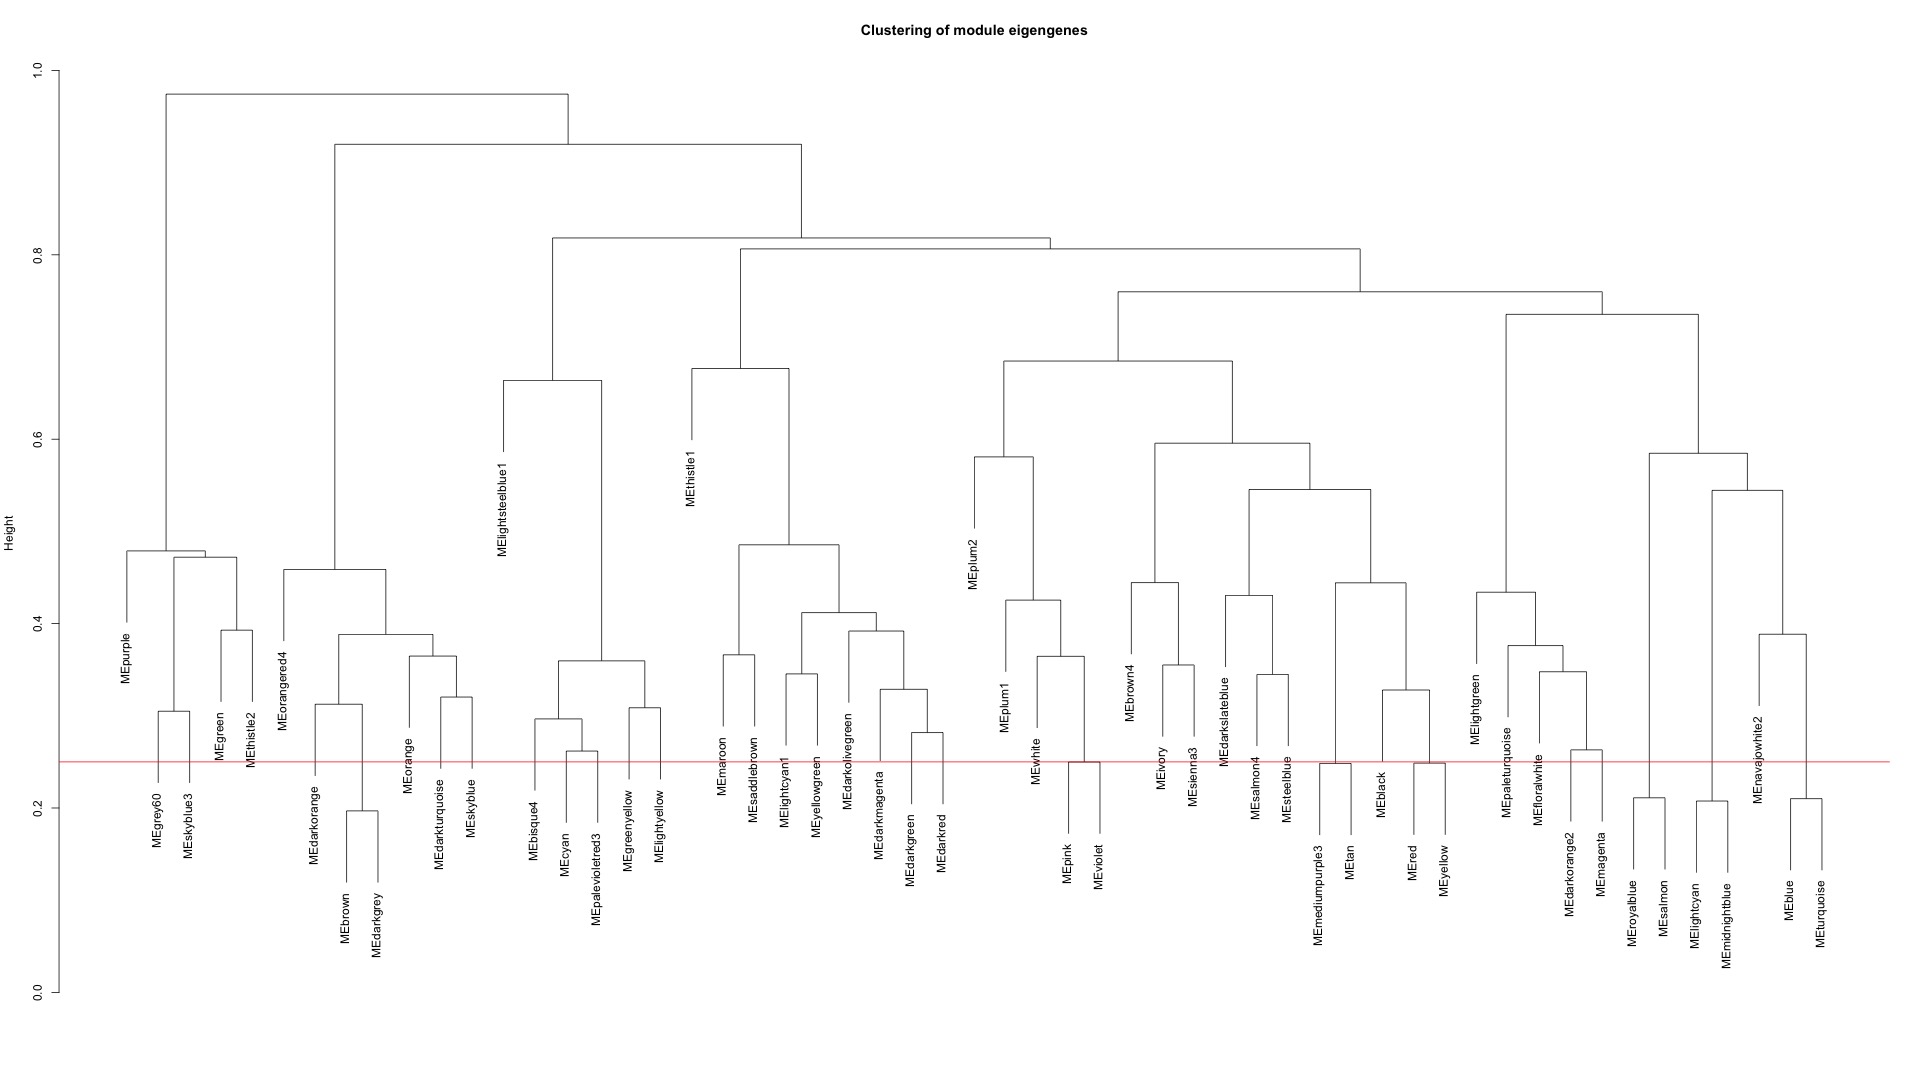 Clustering of module eigengenes
Height
1.0
0.8
0.6
0.4
0.2
0.0
MEpurple
MEgrey60
MEskyblue3
MEgreen
MEthistle2
MEorangered4
MEdarkorange
MEbrown
MEdarkgrey
MEorange
MEdarkturquoise
MEskyblue
MElightsteelblue1
MEbisque4
MEcyan
MEpalevioletred3
MEgreenyellow
MElightyellow
MEthistle1
MEmaroon
MEsaddlebrown
MElightcyan1
MEyellowgreen
MEdarkolivegreen
MEdarkmagenta
MEdarkgreen
MEdarkred
MEplum2
MEplum1
MEwhite
MEpink
MEviolet
MEbrown4
MEivory
MEsienna3
MEdarkslateblue
MEsalmon4
MEsteelblue
MEmediumpurple3
MEtan
MEblack
MEred
MEyellow
MElightgreen
MEpaleturquoise
MEfloralwhite
MEdarkorange2
MEmagenta
MEroyalblue
MEsalmon
MElightcyan
MEmidnightblue
MEnavajowhite2
MEblue
MEturquoise